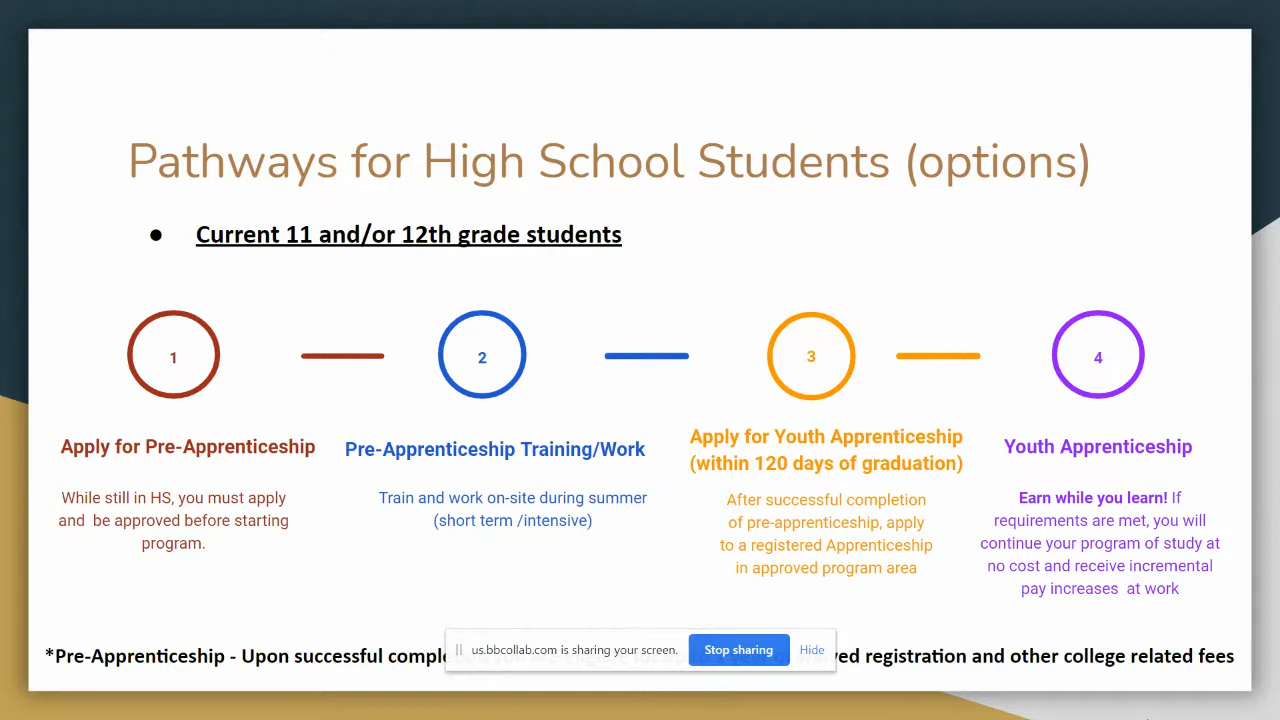 Pathways for High School Students (options)
● Current 11 and/or 12th grade students
1
2
3
4
Apply for Pre-Apprenticeship
While still in HS, you must apply
and be approved before starting
program.
Pre-Apprenticeship Training/Work
Train and work on-site during summer
(short term /intensive)
Apply for Youth Apprenticeship
(within 120 days of graduation)
After successful completion
of pre-apprenticeship, apply
to a registered Apprenticeship
in approved program area
Youth Apprenticeship
Earn while you learn! If
requirements are met, you will
continue your program of study at
no cost and receive incremental
pay increases at work
*Pre-Apprenticeship - Upon successful registration and other college related fees
us.bbcollab.com is sharing your screen. Stop sharing Hide